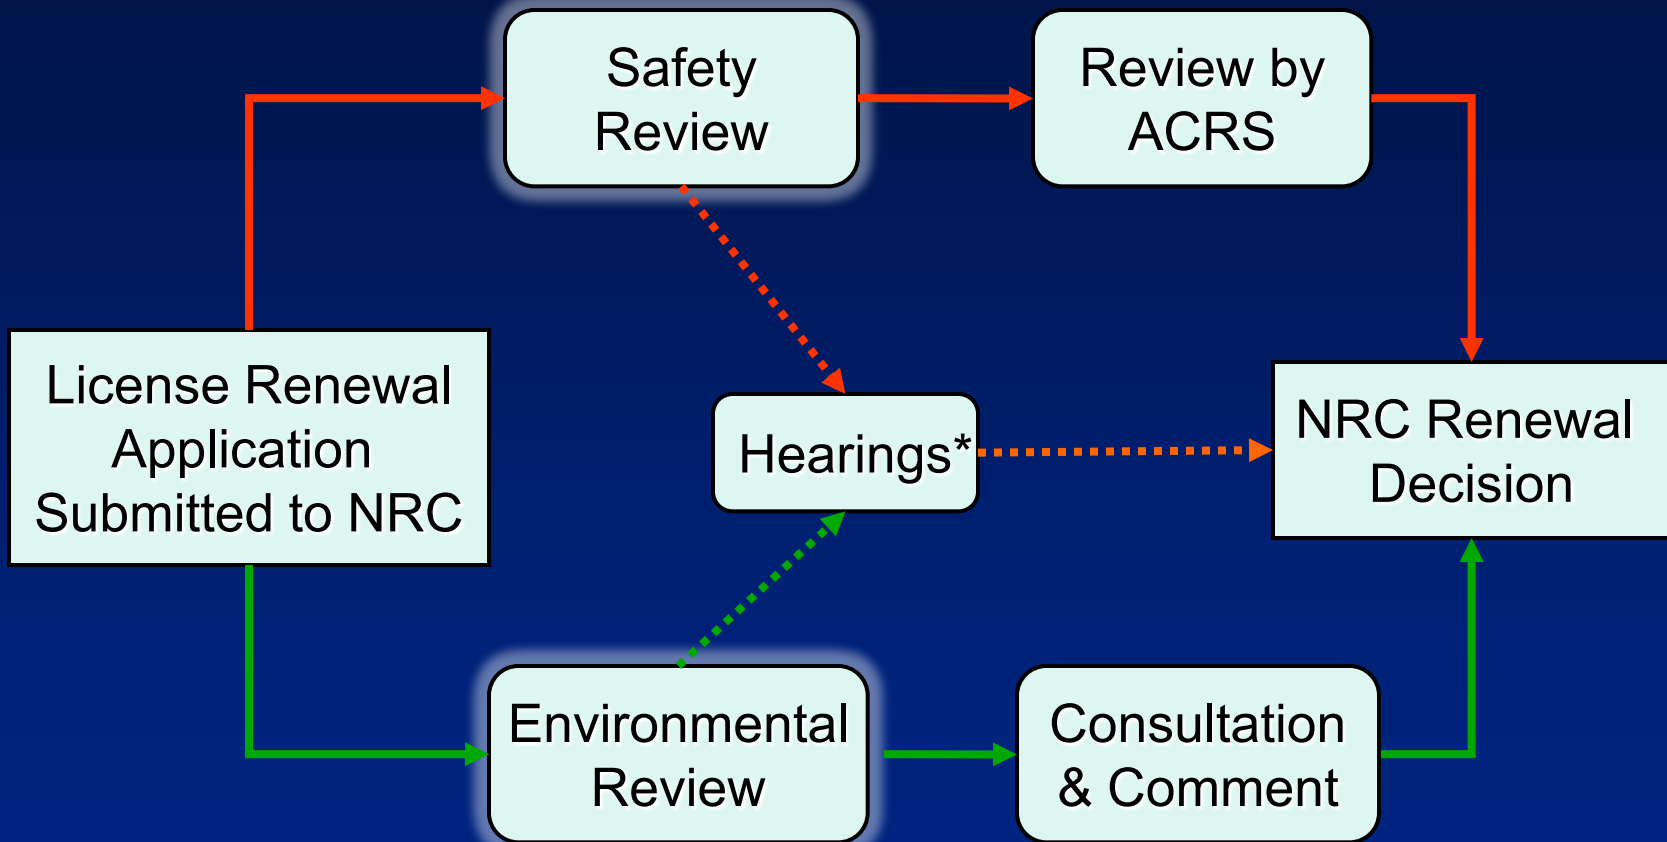 Safety
Review
Review by
ACRS
License Renewal
Application
Submitted to NRC
Hearings*
NRC Renewal
Decision
Environmental
Review
Consultation
& Comment